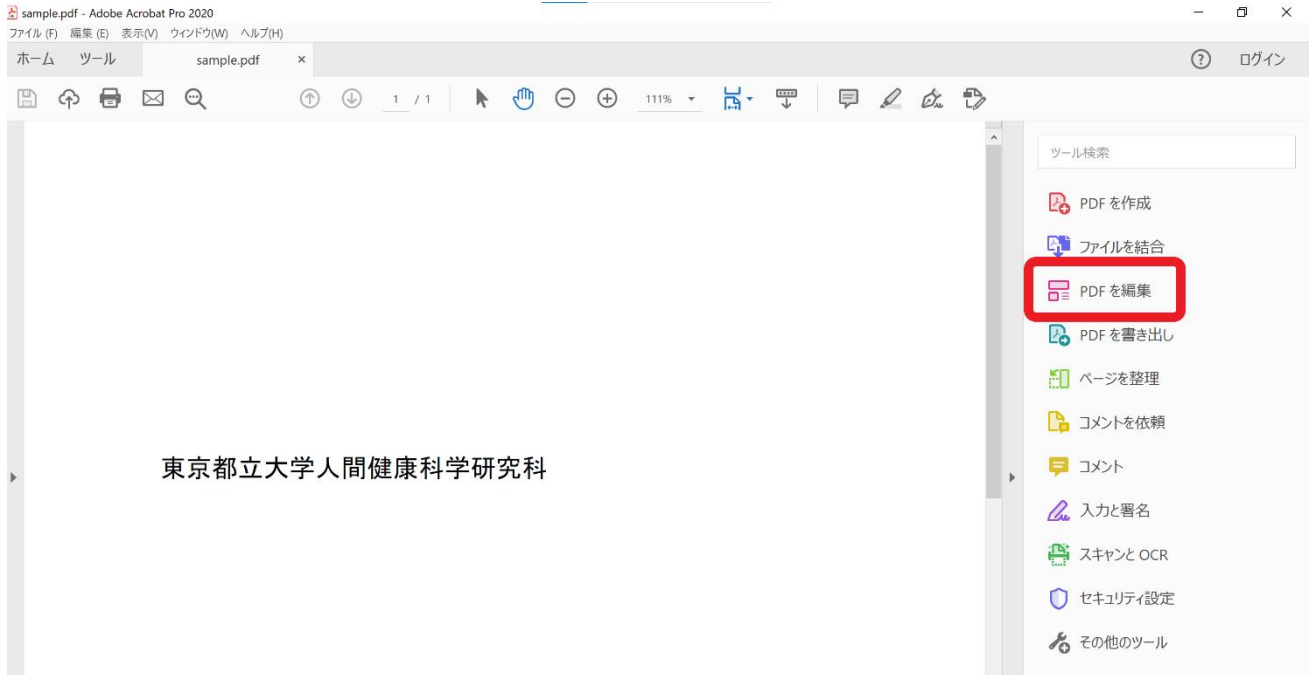 sample.pdf - Adobe Acrobat Pro 2020
ファイル (F) 編集 (E) 表示(V) ウィンドウ(W) ヘルプ(H)
ホーム ツール sample.pdf × ? ログイン
1 / 1 111%
ツール検索
PDF を作成
ファイルを結合
PDF を編集
PDF を書き出し
ページを整理
コメントを依頼
東京都立大学人間健康科学研究科
コメント
入力と署名
スキャンと OCR
セキュリティ設定
その他のツール